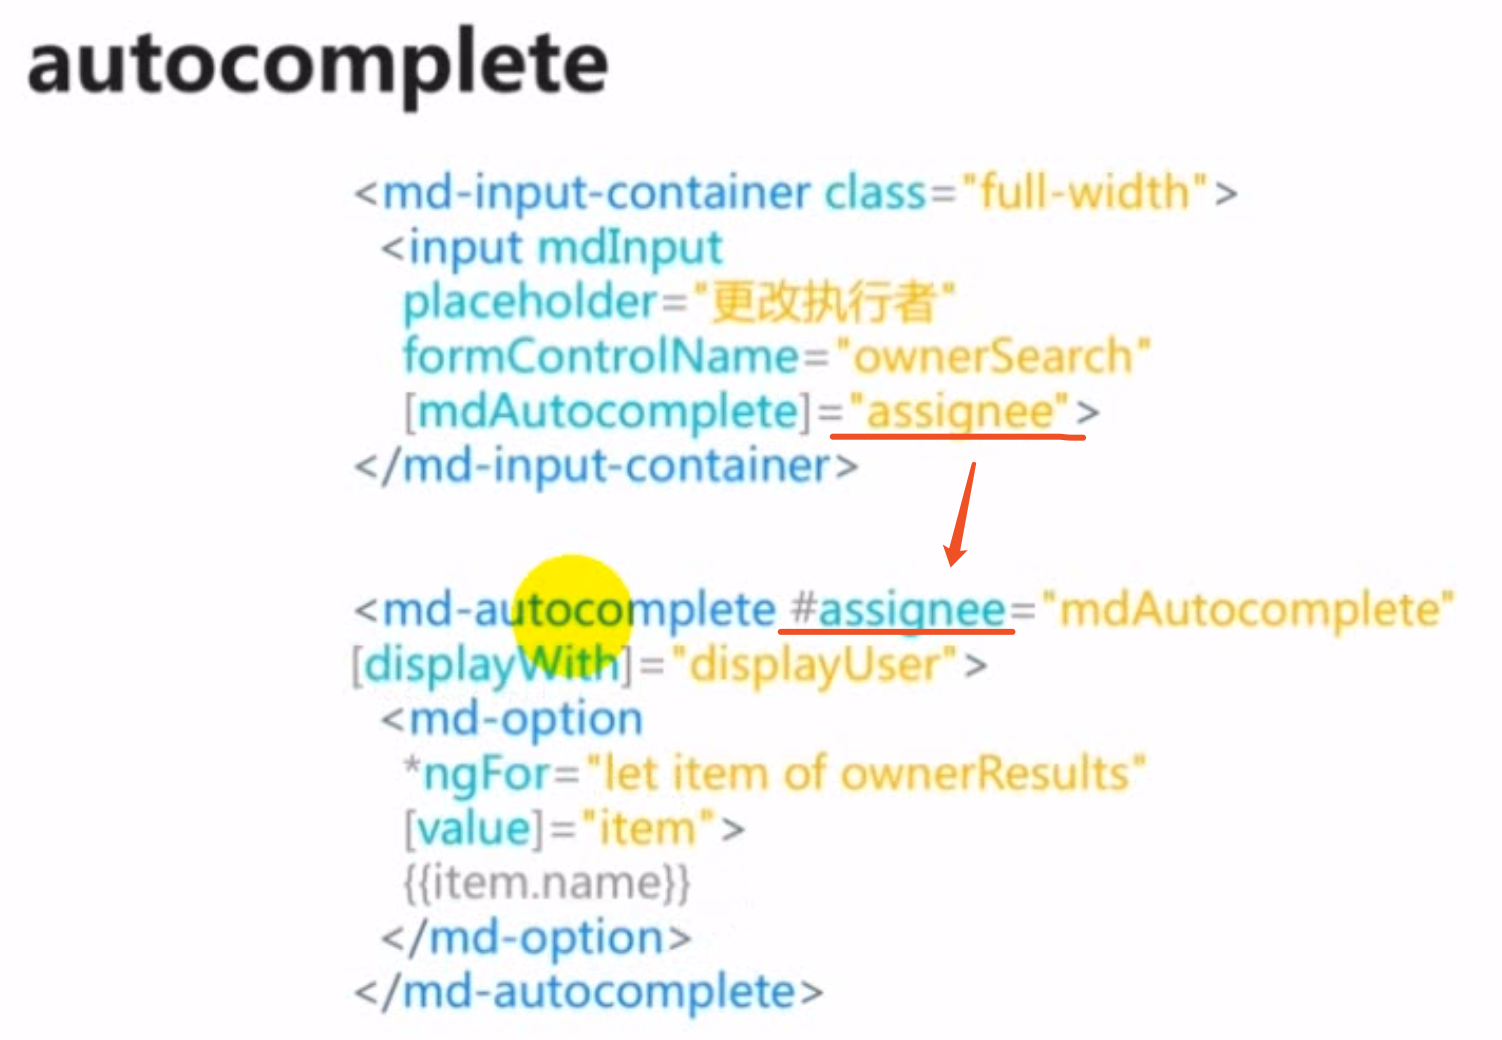 autocomplete
<md-input-container class="full-width">
<input mdInput
placeholder="更改执行者"
formControlName="ownerSearch"
[mdAutocomplete]="assignee">
</md-input-container>
<md-autocomplete #assignee="mdAutocomplete"
[displayWith]="displayUser">
<md-option
*ngFor="let item of ownerResults"
[value]="item">
{{item.name}}
</md-option>
</md-autocomplete>